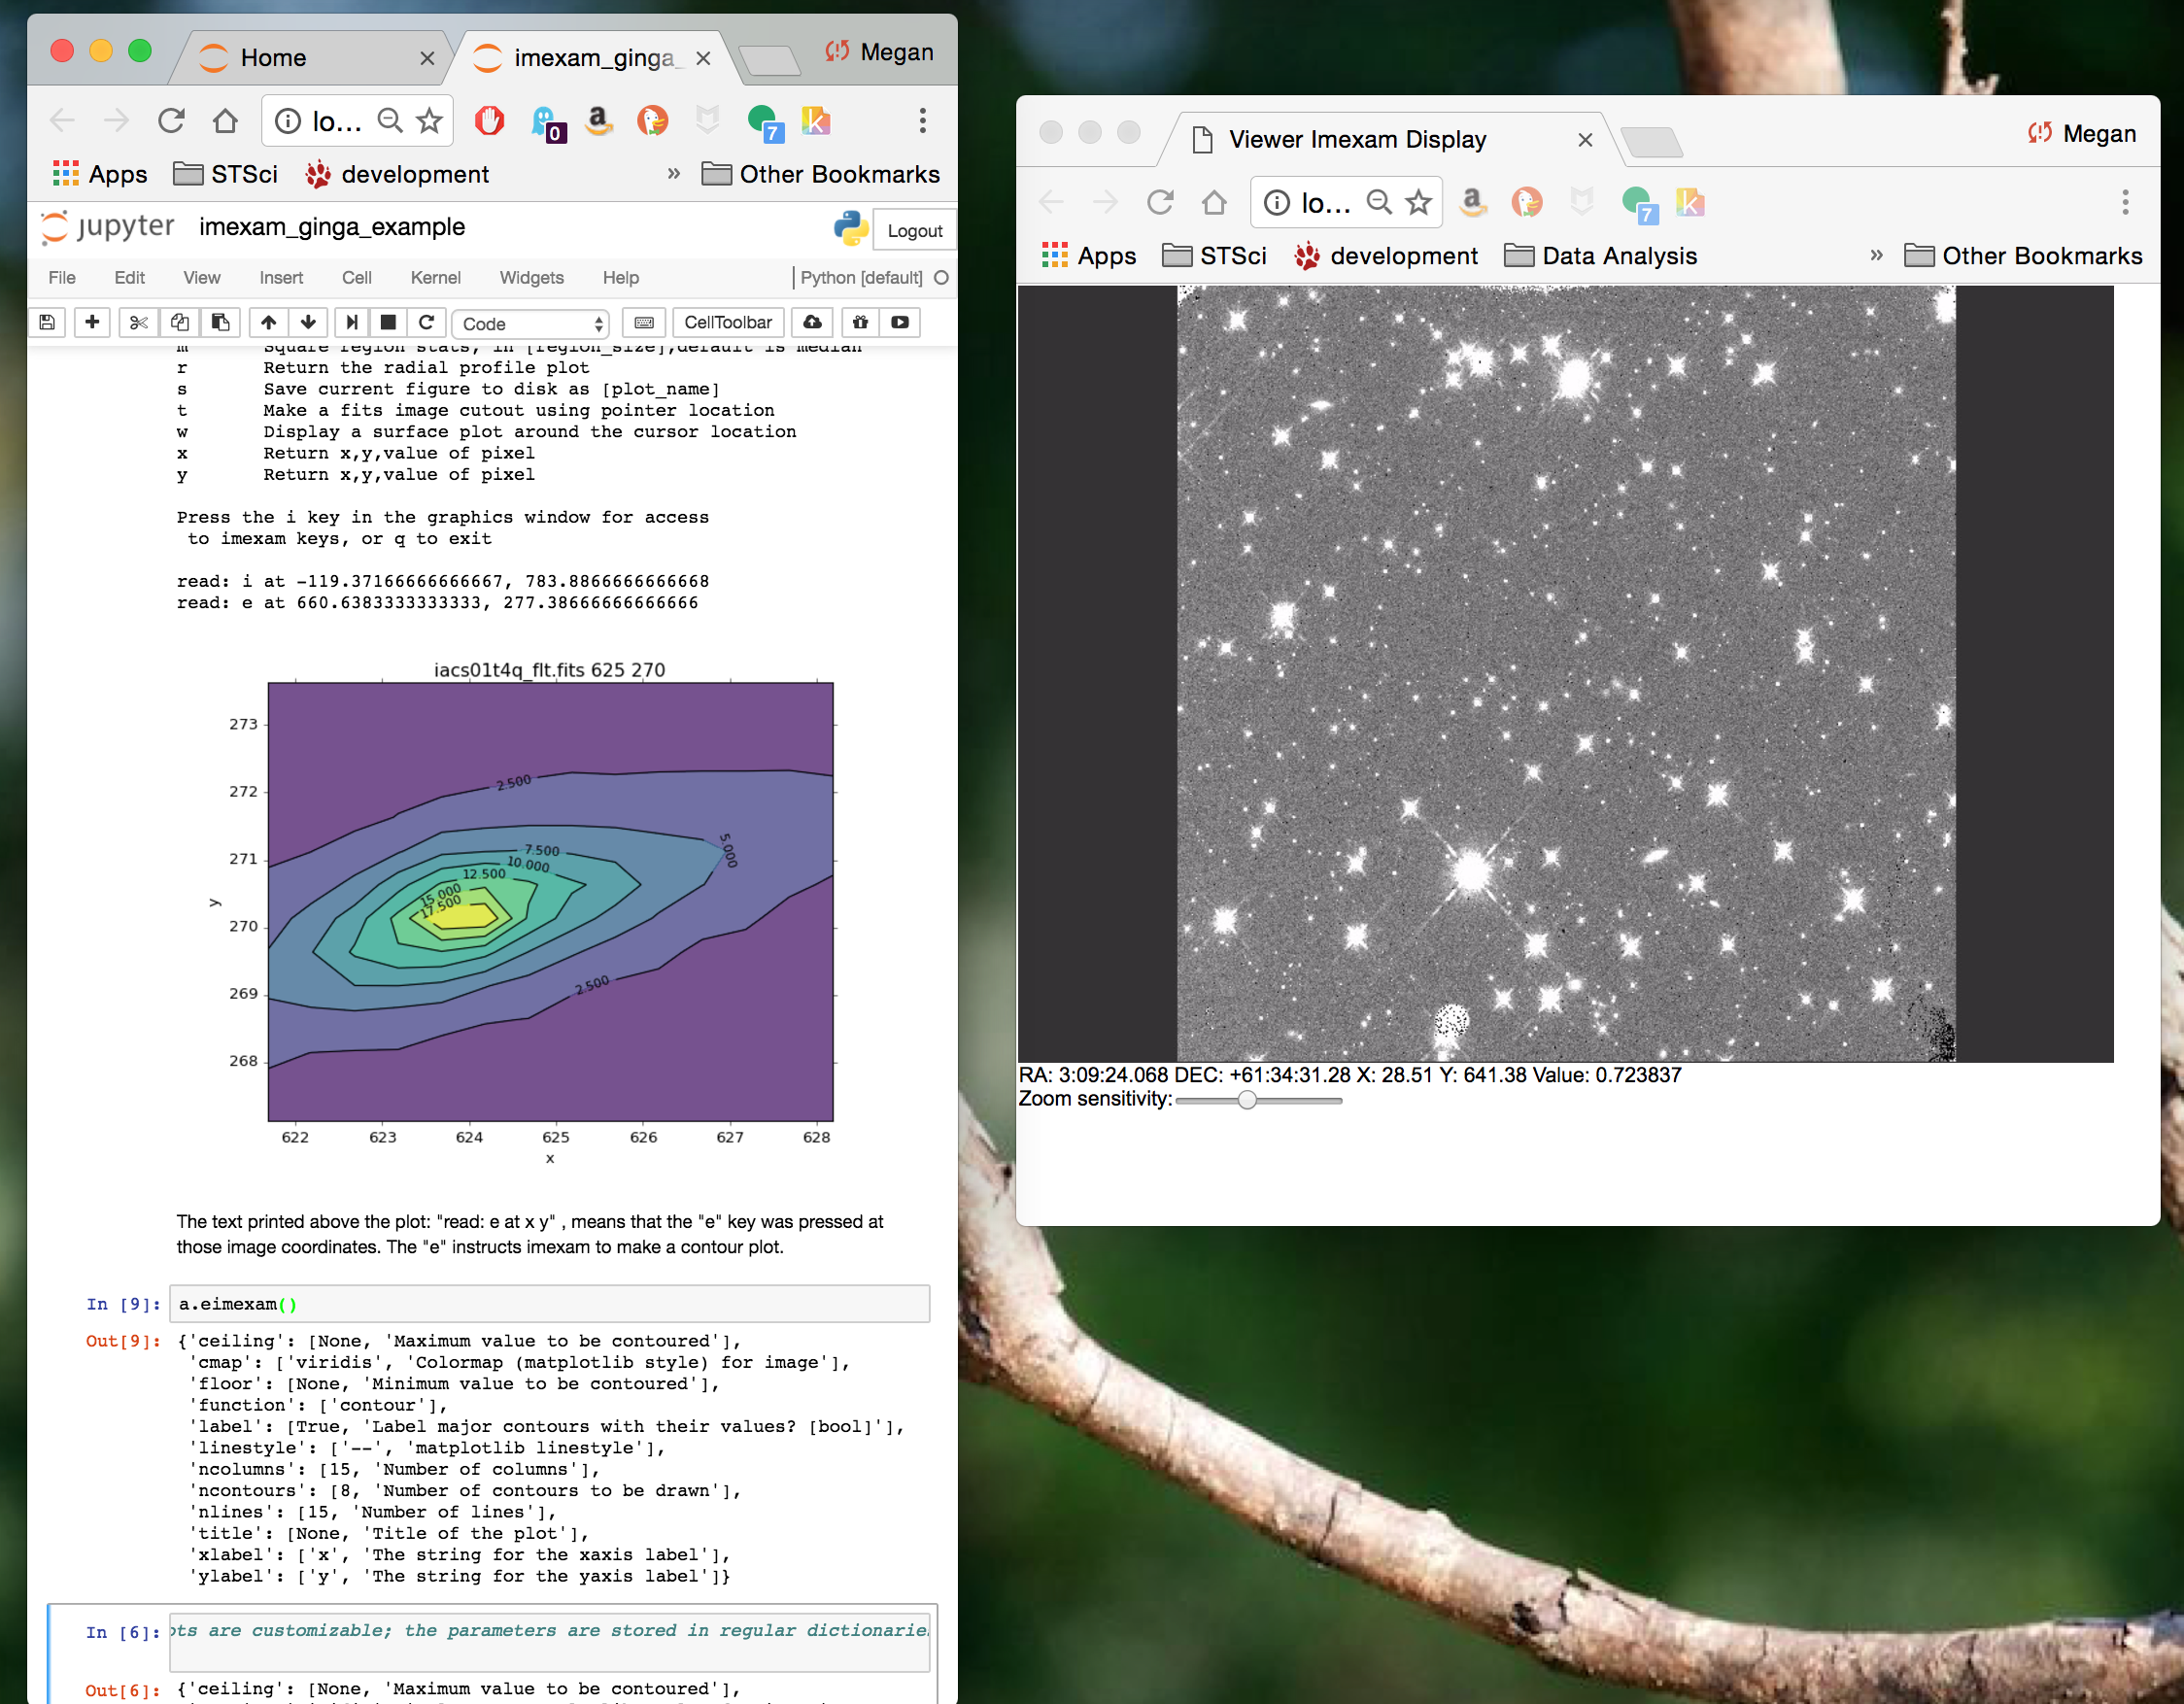 Home
imexam_ginga_
Megan
lo...
0
7
Apps
STSci
development
»
Other Bookmarks
jupyter imexam_ginga_example
Logout
File Edit View Insert Cell Kernel Widgets Help
Python [default]
Code
CellToolbar
m Square region stats, in [region_size],default is median
r Return the radial profile plot
s Save current figure to disk as [plot_name]
t Make a fits image cutout using pointer location
w Display a surface plot around the cursor location
x Return x,y,value of pixel
y Return x,y,value of pixel
Press the i key in the graphics window for access
to imexam keys, or q to exit
read: i at -119.37166666666667, 783.8866666666668
read: e at 660.6383333333333, 277.38666666666666
iacs01t4q_flt.fits 625 270
273
272
271
270
269
268
y
2.500
5.000
7.500
10.000
12.500
15.000
17.500
2.500
622 623 624 625 626 627 628
x
The text printed above the plot: "read: e at x y" , means that the "e" key was pressed at
those image coordinates. The "e" instructs imexam to make a contour plot.
In [9]: a.eimexam()
Out[9]: {'ceiling': [None, 'Maximum value to be contoured'],
'cmap': ['viridis', 'Colormap (matplotlib style) for image'],
'floor': [None, 'Minimum value to be contoured'],
'function': ['contour'],
'label': [True, 'Label major contours with their values? [bool]'],
'linestyle': ['--', 'matplotlib linestyle'],
'ncolumns': [15, 'Number of columns'],
'ncontours': [8, 'Number of contours to be drawn'],
'nlines': [15, 'Number of lines'],
'title': [None, 'Title of the plot'],
'xlabel': ['x', 'The string for the xaxis label'],
'ylabel': ['y', 'The string for the yaxis label']}
In [6]: ots are customizable; the parameters are stored in regular dictionarie
Out[6]: {'ceiling': [None, 'Maximum value to be contoured'],
Viewer Imexam Display
Megan
lo...
a
7
k
Apps
STSci
development
Data Analysis
»
Other Bookmarks
RA: 3:09:24.068 DEC: +61:34:31.28 X: 28.51 Y: 641.38 Value: 0.723837
Zoom sensitivity: